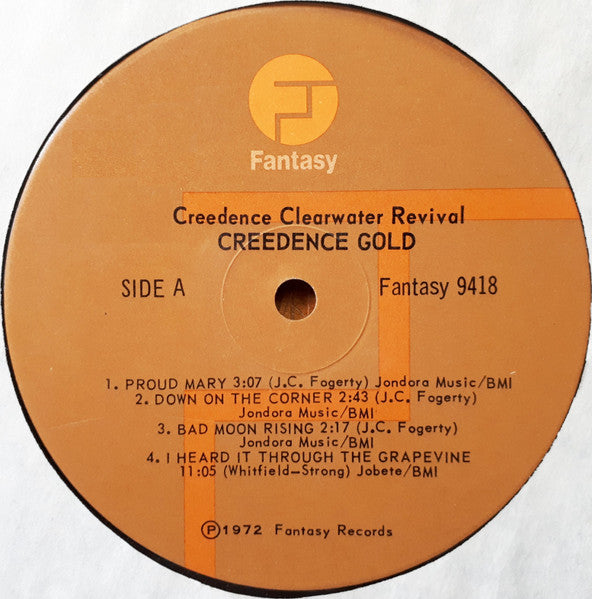 Fantasy
Creedence Clearwater Revival
CREEDENCE GOLD
SIDE A
Fantasy 9418
1. PROUD MARY 3:07 (J.C. Fogerty) Jondora Music/BMI
2. DOWN ON THE CORNER 2:43 (J.C. Fogerty)
Jondora Music/BMI
3. BAD MOON RISING 2:17 (J.C. Fogerty)
Jondora Music/BMI
4. I HEARD IT THROUGH THE GRAPEVINE
11:05 (Whitfield—Strong) Jobete/BMI
Ⓟ1972 Fantasy Records